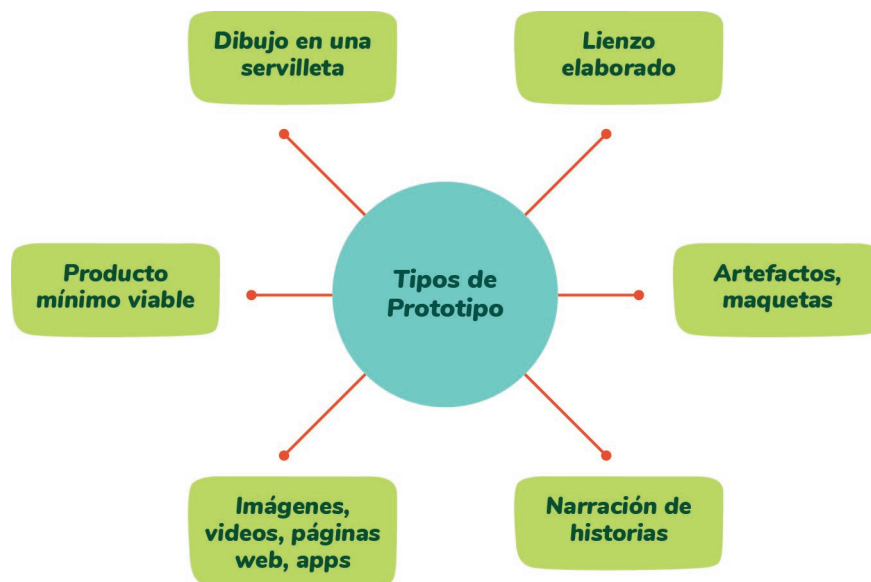 Dibujo en una
servilleta
Lienzo
elaborado
Producto
mínimo viable
Tipos de
Prototipo
Artefactos,
maquetas
Imágenes,
videos, páginas
web, apps
Narración de
historias